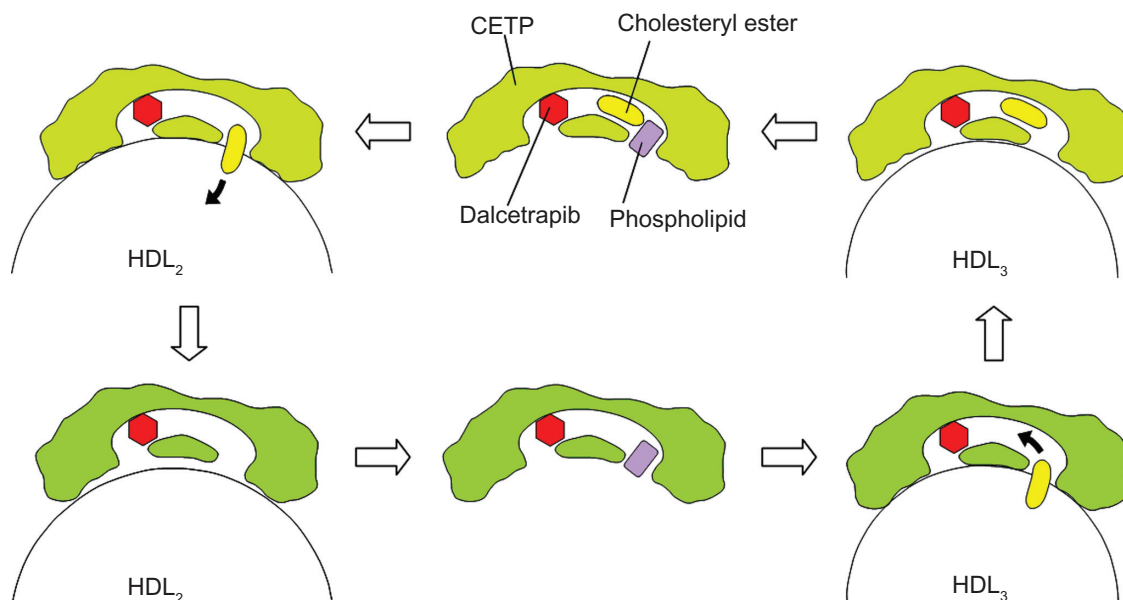 CETP
Cholesteryl ester
Dalcetrapib
Phospholipid
HDL₂
HDL₃
HDL₂
HDL₃